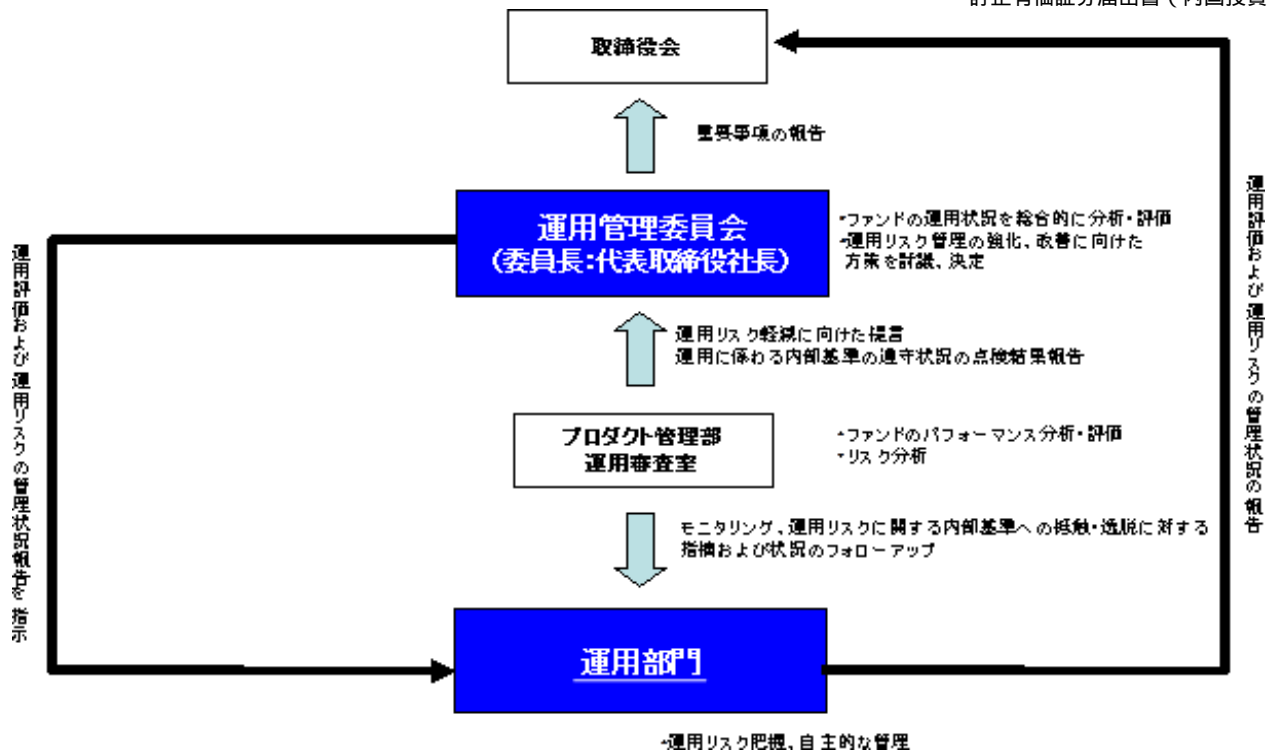 訂正有価証券届出書(内国投資
取締役会
重要事項の報告
運用管理委員会
(委員長:代表取締役社長)
・ファンドの運用状況を総合的に分析・評価
・運用リスク管理の強化、改善に向けた
方策を討議、決定
運用リスク軽減に向けた提言
運用に係わる内部基準の遵守状況の点検結果報告
プロダクト管理部
運用審査室
・ファンドのパフォーマンス分析・評価
・リスク分析
モニタリング、運用リスクに関する内部基準への抵触・逸脱に対する
指摘および状況のフォローアップ
運用部門
・運用リスク把握、自主的な管理
運用評価および運用リスクの管理状況報告を指示
運用評価および運用リスクの管理状況の報告